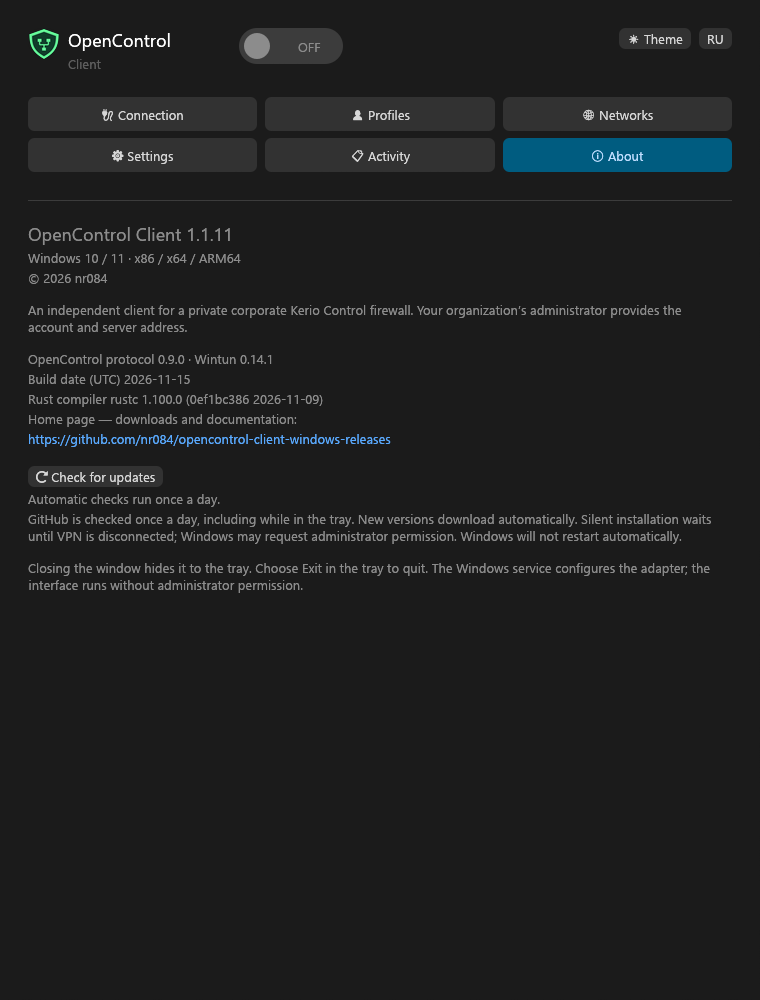 OpenControl
Client
OFF
Theme
RU
Connection
Profiles
Networks
Settings
Activity
About
OpenControl Client 1.1.11
Windows 10 / 11 · x86 / x64 / ARM64
© 2026 nr084
An independent client for a private corporate Kerio Control firewall. Your organization's administrator provides the
account and server address.
OpenControl protocol 0.9.0 · Wintun 0.14.1
Build date (UTC) 2026-11-15
Rust compiler rustc 1.100.0 (0ef1bc386 2026-11-09)
Home page — downloads and documentation:
https://github.com/nr084/opencontrol-client-windows-releases
Check for updates
Automatic checks run once a day.
GitHub is checked once a day, including while in the tray. New versions download automatically. Silent installation waits
until VPN is disconnected; Windows may request administrator permission. Windows will not restart automatically.
Closing the window hides it to the tray. Choose Exit in the tray to quit. The Windows service configures the adapter; the
interface runs without administrator permission.